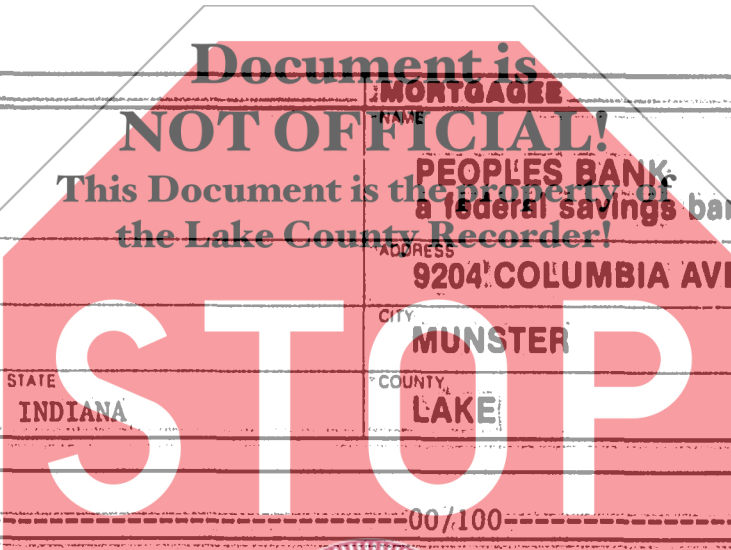 Document is
MORTGAGEE
NOT OFFICIAL!
NAME
PEOPLES BANK
This Document is the property of
a federal savings
the Lake County Recorder!
ADDRESS
9204 COLUMBIA
CITY
MUNSTER
STATE
COUNTY
INDIANA
LAKE
STOP
00/100